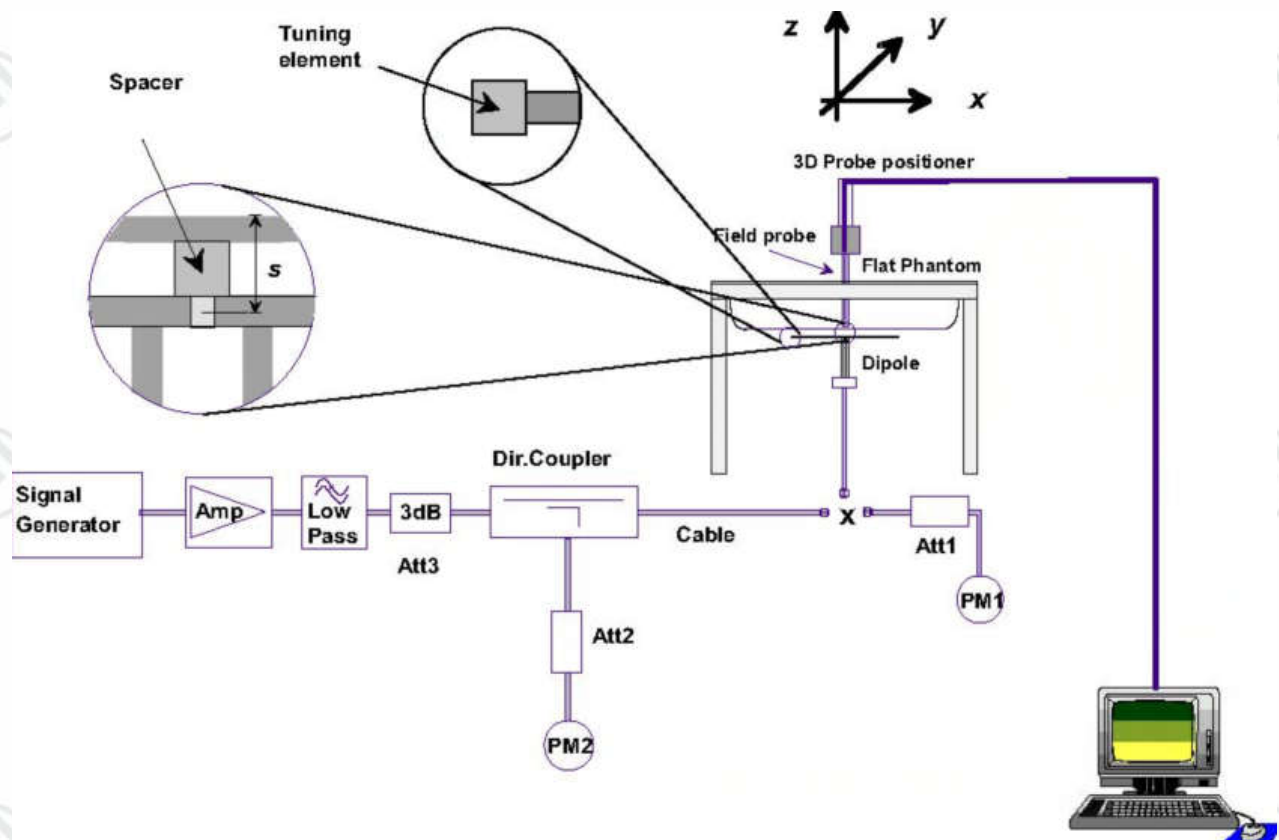 Tuning
element
Spacer
z
y
x
3D Probe positioner
Field probe
Flat Phantom
s
Dipole
Dir.Coupler
Signal
Generator
Amp
Low
Pass
3dB
Att3
Cable
x
Att1
PM1
Att2
PM2